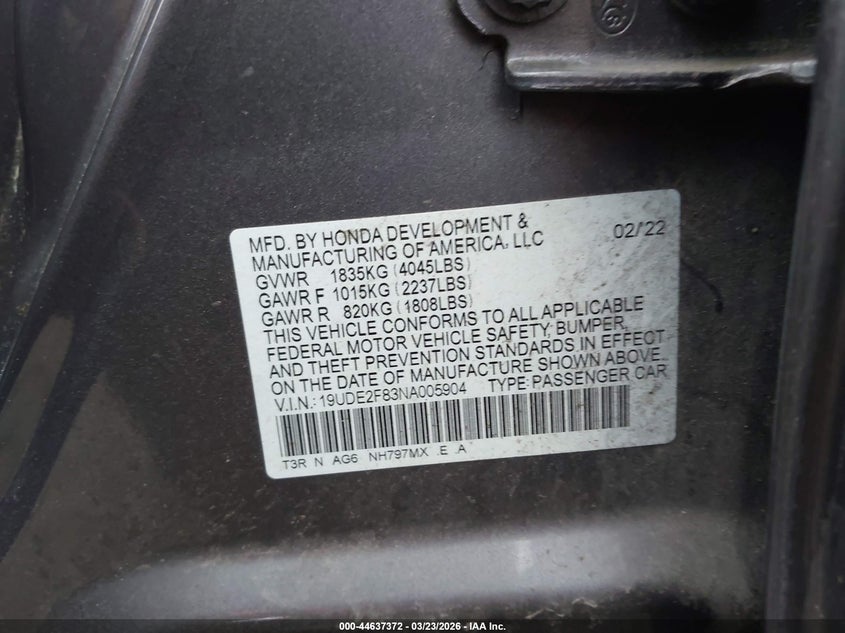 MFD. BY HONDA DEVELOPMENT & 02/22
MANUFACTURING OF AMERICA, LLC
GVWR 1835KG (4045LBS)
GAWR F 1015KG (2237LBS)
GAWR R 820KG (1808LBS)
THIS VEHICLE CONFORMS TO ALL APPLICABLE
FEDERAL MOTOR VEHICLE SAFETY, BUMPER,
AND THEFT PREVENTION STANDARDS IN EFFECT
ON THE DATE OF MANUFACTURE SHOWN ABOVE.
V.I.N.: 19UDE2F83NA005904 TYPE: PASSENGER CAR
T3R N AG6 NH797MX .E .A
000-44637372 | 03/23/2026 - IAA Inc.